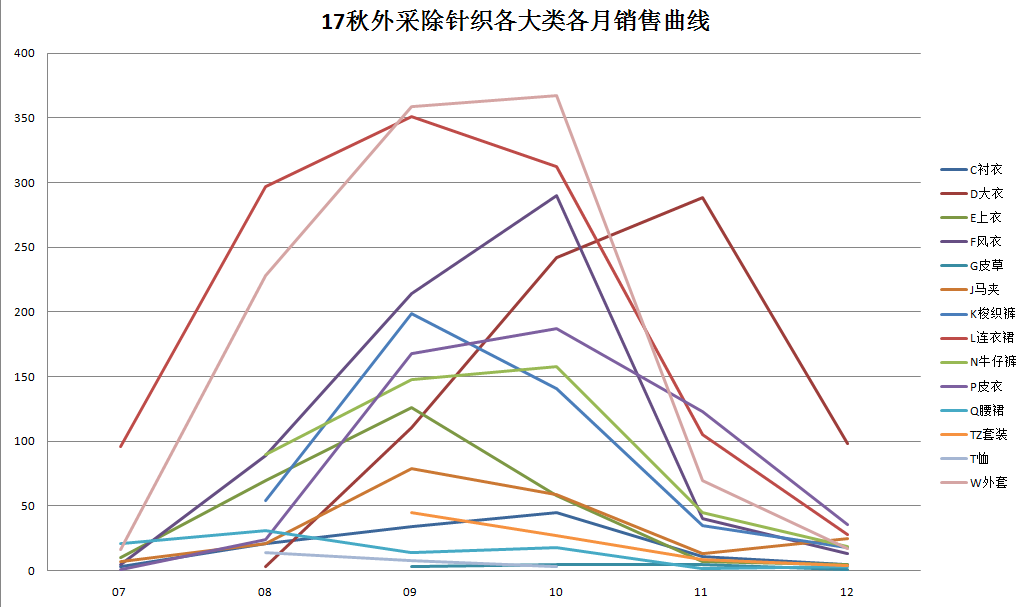 17秋外采除针织各大类各月销售曲线
400
350
300
250
200
150
100
50
0
07 08 09 10 11 12
C衬衣
D大衣
E上衣
F风衣
G皮草
J马夹
K梭织裤
L连衣裙
N牛仔裤
P皮衣
Q腰裙
TZ套装
T恤
W外套